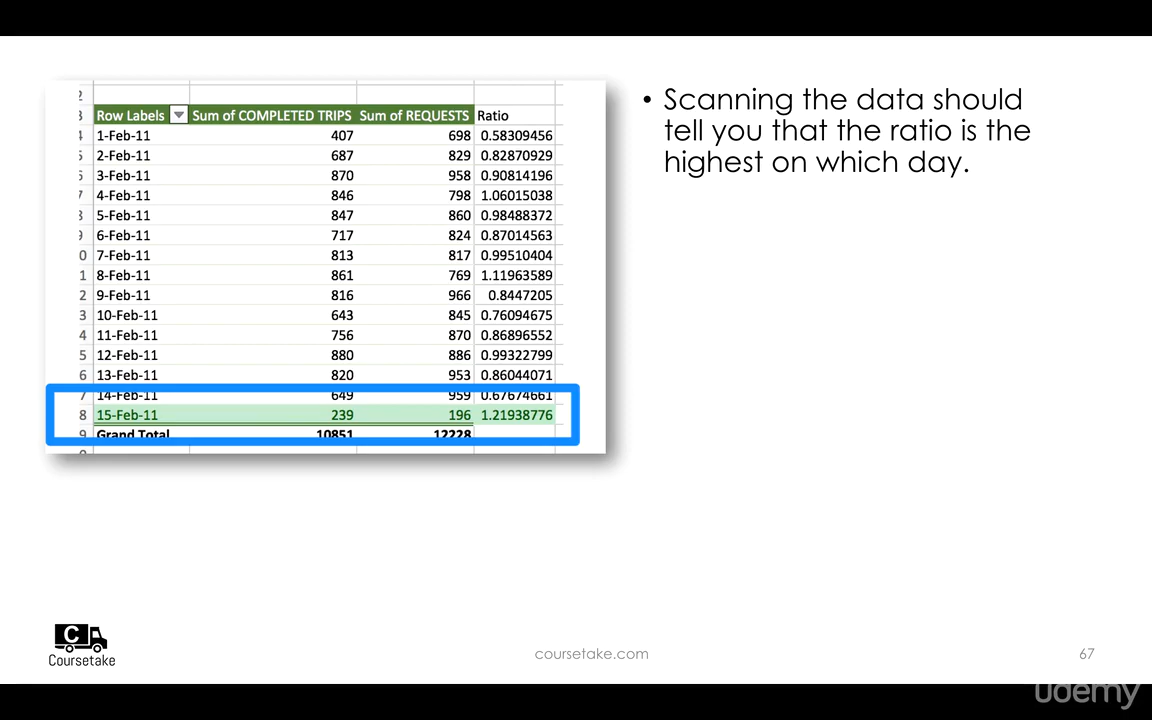 Row Labels Sum of COMPLETED TRIPS Sum of REQUESTS Ratio
1-Feb-11 407 698 0.58309456
2-Feb-11 687 829 0.82870929
3-Feb-11 870 958 0.90814196
4-Feb-11 846 798 1.06015038
5-Feb-11 847 860 0.98488372
6-Feb-11 717 824 0.87014563
7-Feb-11 813 817 0.99510404
8-Feb-11 861 769 1.11963589
9-Feb-11 816 966 0.8447205
10-Feb-11 643 845 0.76094675
11-Feb-11 756 870 0.86896552
12-Feb-11 880 886 0.99322799
13-Feb-11 820 953 0.86044071
14-Feb-11 649 959 0.67674661
15-Feb-11 239 196 1.21938776
Grand Total 10851 12228
• Scanning the data should
tell you that the ratio is the
highest on which day.
C
Coursetake
coursetake.com
67
udemy